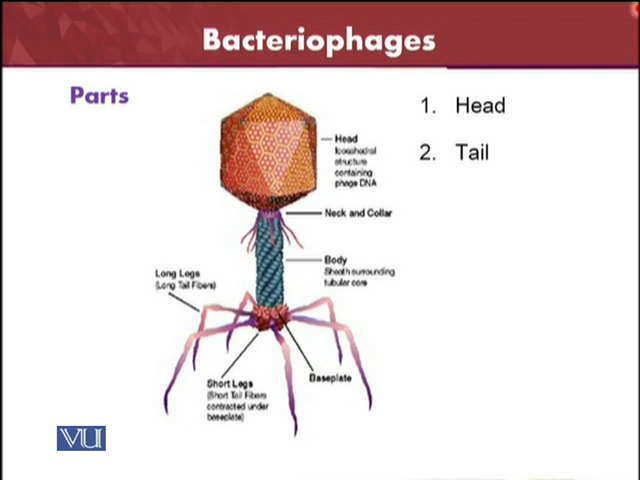 Bacteriophages
Parts
1. Head
2. Tail
Head
Icosahedral
structure
containing
phage DNA
Neck and Collar
Body
Sheath surrounding
tubular core
Long Legs
(Long Tail Fibers)
Short Legs
(Short Tail Fibers
contracted under
baseplate)
Baseplate
VU